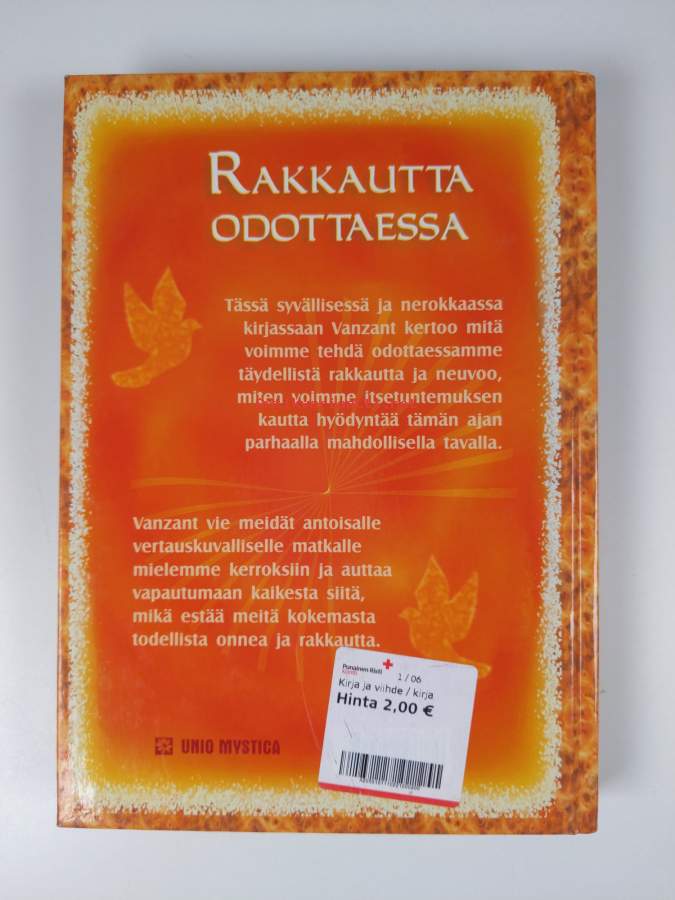 RAKKAUTTA
ODOTTAESSA
Tässä syvällisessä ja nerokkaassa
kirjassaan Vanzant kertoo mitä
voimme tehdä odottaessamme
täydellistä rakkautta ja neuvoo,
miten voimme itsetuntemuksen
kautta hyödyntää tämän ajan
parhaalla mahdollisella tavalla.
Vanzant vie meidät antoisalle
vertauskuvalliselle matkalle
mielemme kerroksiin ja auttaa
vapautumaan kaikesta siitä,
mikä estää meitä kokemasta
todellista onnea ja rakkautta.
UNIO MYSTICA
Punainen Risti
Kontti
1 / 06
Kirja ja viihde / kirja
Hinta 2,00 €